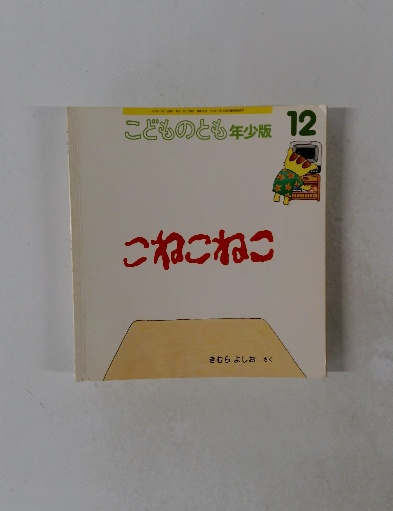 こどものとも 年少版 12
こねこねこ
きむら よしお さく